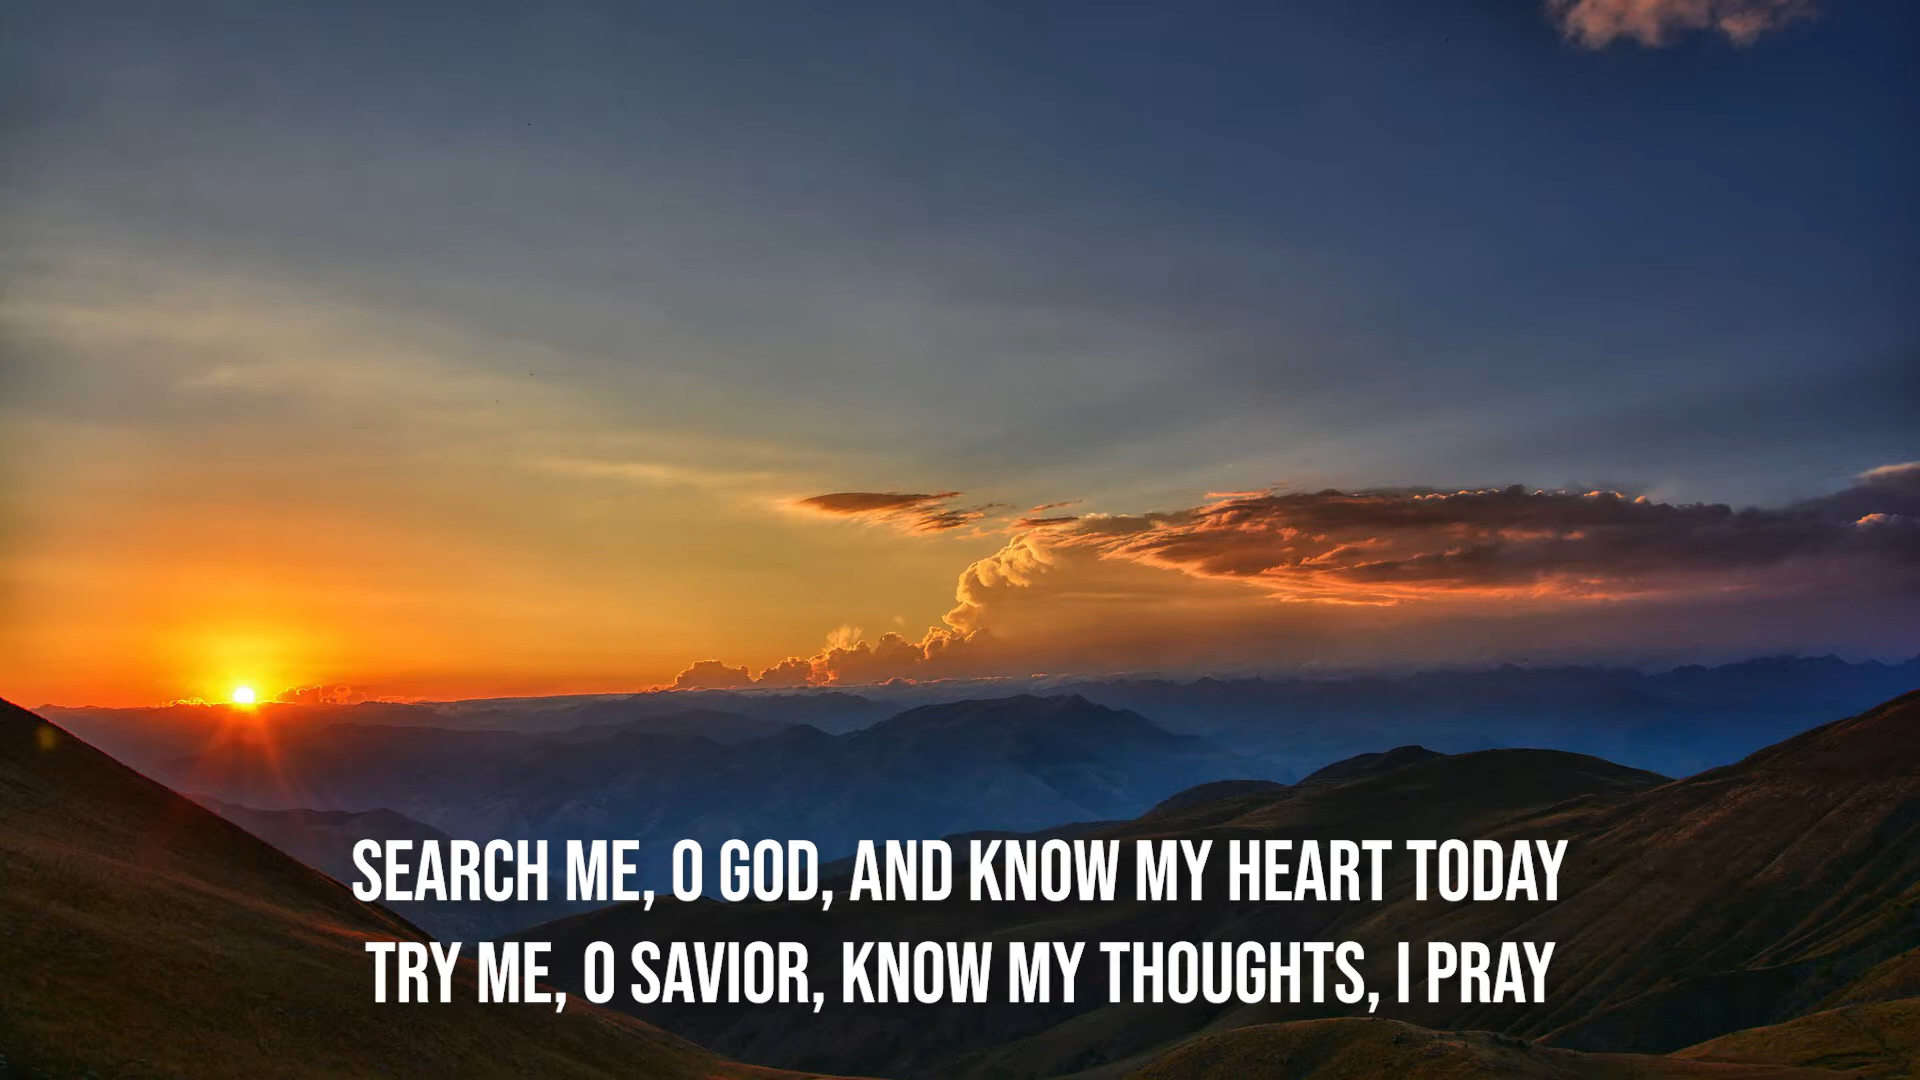 SEARCH ME, O GOD, AND KNOW MY HEART TODAY
TRY ME, O SAVIOR, KNOW MY THOUGHTS, I PRAY